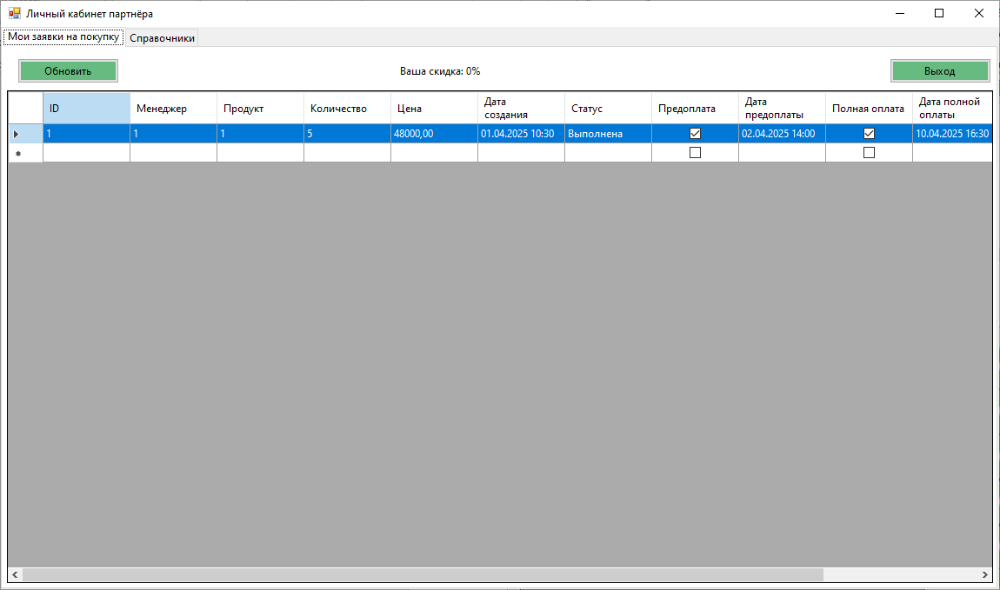 Личный кабинет партнёра
Мои заявки на покупку Справочники
Обновить Ваша скидка: 0% Выход
ID Менеджер Продукт Количество Цена Дата создания Статус Предоплата Дата предоплаты Полная оплата Дата полной оплаты
1 1 1 5 48000,00 01.04.2025 10:30 Выполнена 02.04.2025 14:00 10.04.2025 16:30